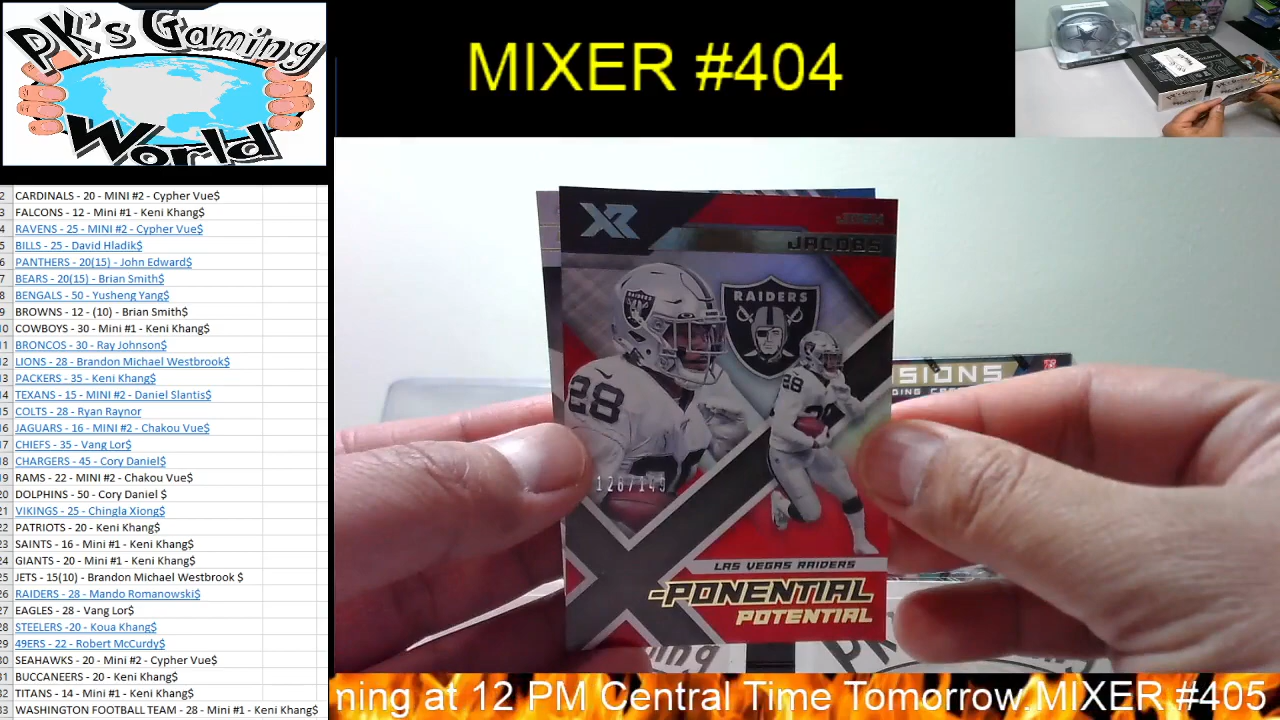 PK's Gaming
World
MIXER #404
2 CARDINALS - 20 - MINI #2 - Cypher Vue$
3 FALCONS - 12 - Mini #1 - Keni Khang$
4 RAVENS - 25 - MINI #2 - Cypher Vue$
5 BILLS - 25 - David Hladik$
6 PANTHERS - 20(15) - John Edward$
7 BEARS - 20(15) - Brian Smith$
8 BENGALS - 50 - Yusheng Yang$
9 BROWNS - 12 - (10) - Brian Smith$
10 COWBOYS - 30 - Mini #1 - Keni Khang$
11 BRONCOS - 30 - Ray Johnson$
12 LIONS - 28 - Brandon Michael Westbrook$
13 PACKERS - 35 - Keni Khang$
14 TEXANS - 15 - MINI #2 - Daniel Slantis$
15 COLTS - 28 - Ryan Raynor
16 JAGUARS - 16 - MINI #2 - Chakou Vue$
17 CHIEFS - 35 - Vang Lor$
18 CHARGERS - 45 - Cory Daniel$
19 RAMS - 22 - MINI #2 - Chakou Vue$
20 DOLPHINS - 50 - Cory Daniel $
21 VIKINGS - 25 - Chingla Xiong$
22 PATRIOTS - 20 - Keni Khang$
23 SAINTS - 16 - Mini #1 - Keni Khang$
24 GIANTS - 20 - Mini #1 - Keni Khang$
25 JETS - 15(10) - Brandon Michael Westbrook $
26 RAIDERS - 28 - Mando Romanowski$
27 EAGLES - 28 - Vang Lor$
28 STEELERS -20 - Koua Khang$
29 49ERS - 22 - Robert McCurdy$
30 SEAHAWKS - 20 - Mini #2 - Cypher Vue$
31 BUCCANEERS - 20 - Keni Khang$
32 TITANS - 14 - Mini #1 - Keni Khang$
33 WASHINGTON FOOTBALL TEAM - 28 - Mini #1 - Keni Khang$
XR
JOSH
JACOBS
RAIDERS
RAIDERS
28
28
128/149
LAS VEGAS RAIDERS
X-PONENTIAL
POTENTIAL
SIONS
ning at 12 PM Central Time Tomorrow. MIXER #405